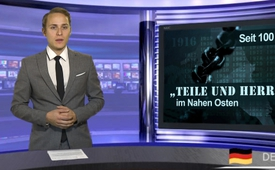 Seit 100
„TEILE UND HERR
im Nahen Osten
DE